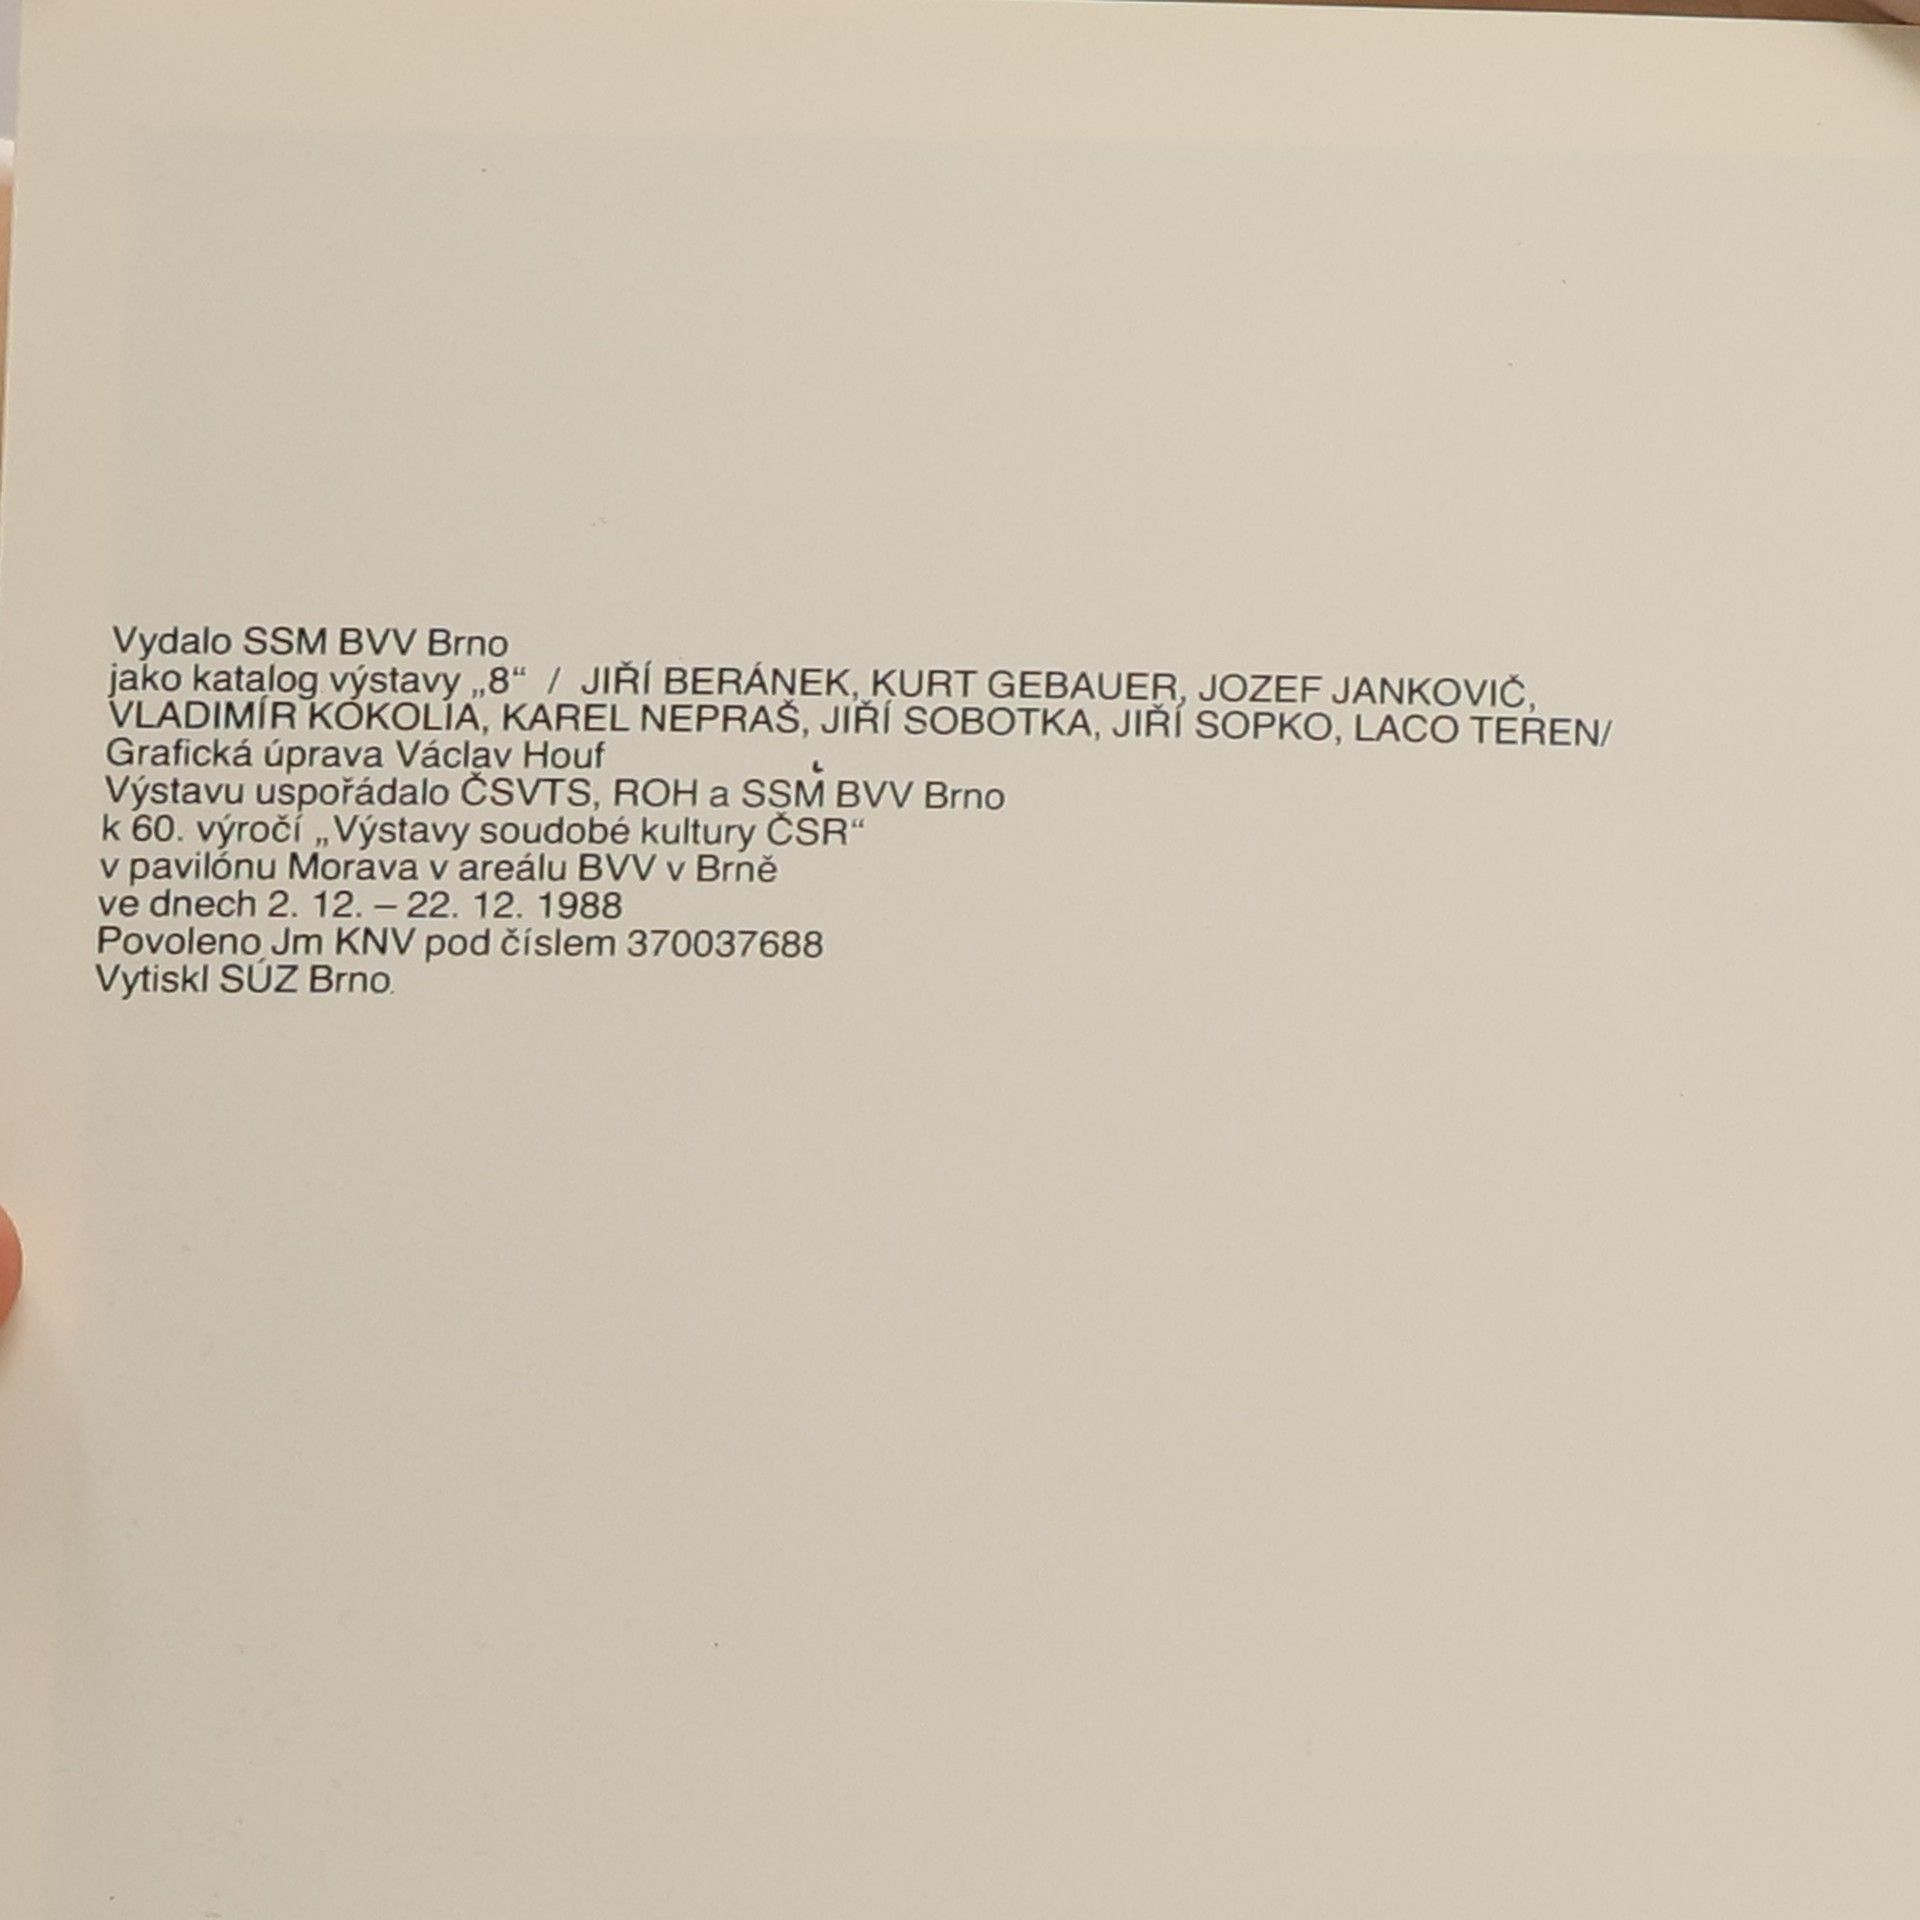 Vydalo SSM BVV Brno
jako katalog výstavy „8“ / JIŘÍ BERÁNEK, KURT GEBAUER, JOZEF JANKOVIČ,
VLADIMÍR KOKOLIA, KAREL NEPRAŠ, JIŘÍ SOBOTKA, JIŘÍ SOPKO, LACO TEREN/
Grafická úprava Václav Houf
Výstavu uspořádalo ČSVTS, ROH a SSM BVV Brno
k 60. výročí „Výstavy soudobé kultury ČSR“
v pavilónu Morava v areálu BVV v Brně
ve dnech 2. 12. – 22. 12. 1988
Povoleno Jm KNV pod číslem 370037688
Vytiskl SÚZ Brno.